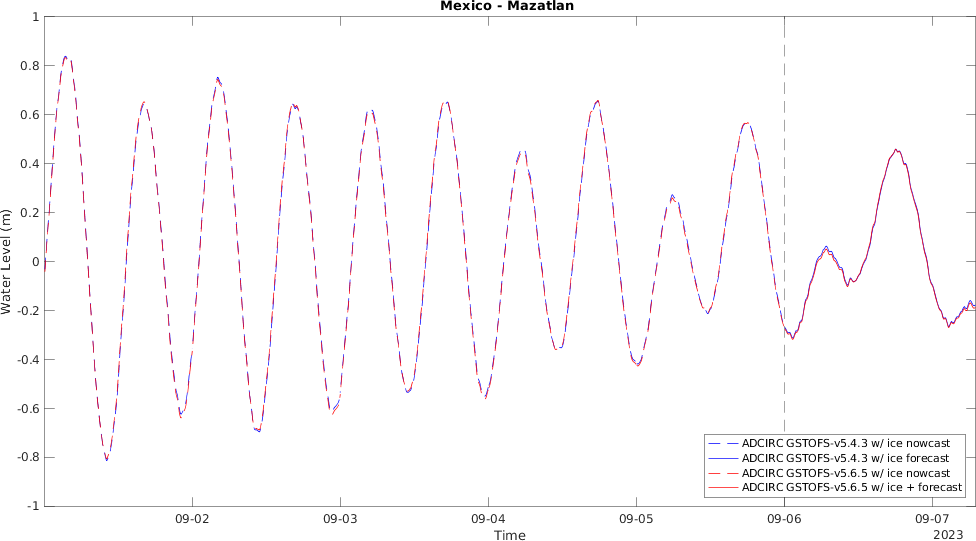 Mexico - Mazatlan
1
0.8
0.6
0.4
0.2
0
-0.2
-0.4
-0.6
-0.8
-1
Water Level (m)
09-02
09-03
09-04
09-05
09-06
09-07
Time
2023
ADCIRC GSTOFS-v5.4.3 w/ ice nowcast
ADCIRC GSTOFS-v5.4.3 w/ ice forecast
ADCIRC GSTOFS-v5.6.5 w/ ice nowcast
ADCIRC GSTOFS-v5.6.5 w/ ice + forecast